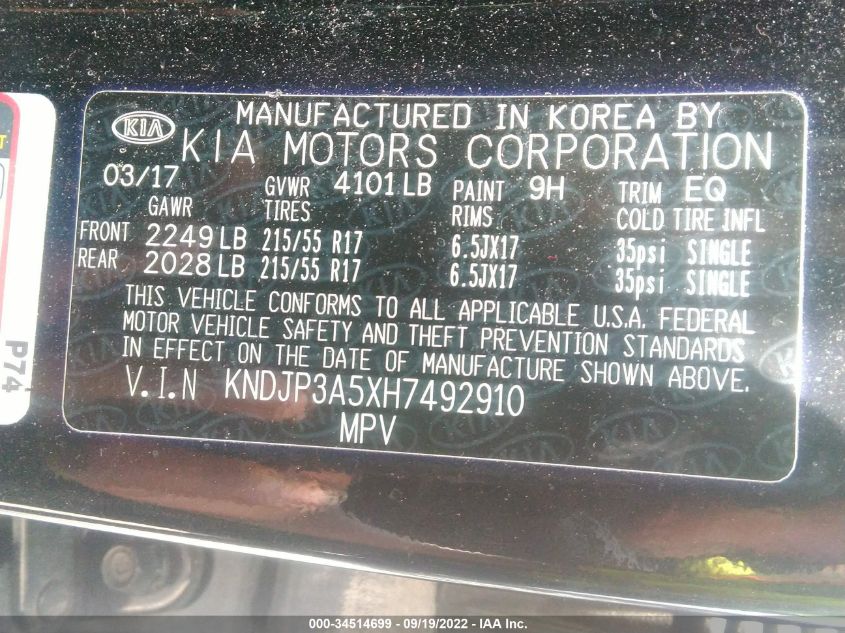 MANUFACTURED IN KOREA BY
KIA KIA MOTORS CORPORATION
03/17 GVWR 4101 LB PAINT 9H TRIM EQ
GAWR TIRES RIMS COLD TIRE INFL
FRONT 2249 LB 215/55 R17 6.5JX17 35psi SINGLE
REAR 2028 LB 215/55 R17 6.5JX17 35psi SINGLE
THIS VEHICLE CONFORMS TO ALL APPLICABLE U.S.A. FEDERAL
MOTOR VEHICLE SAFETY AND THEFT PREVENTION STANDARDS
IN EFFECT ON THE DATE OF MANUFACTURE SHOWN ABOVE.
V.I.N KNDJP3A5XH7492910
MPV
P74
000-34514699 - 09/19/2022 - IAA Inc.